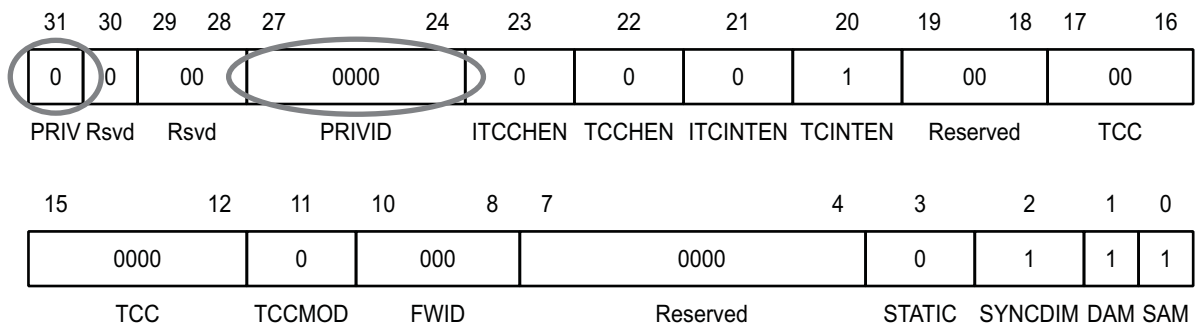 31 30 29 28 27 24 23 22 21 20 19 18 17 16
0 0 00 0000 0 0 0 1 00 00
PRIV Rsvd Rsvd PRIVID ITCCHEN TCCHEN ITCINTEN TCINTEN Reserved TCC
15 12 11 10 8 7 4 3 2 1 0
0000 0 000 0000 0 1 1 1
TCC TCCMOD FWID Reserved STATIC SYNCDIM DAM SAM